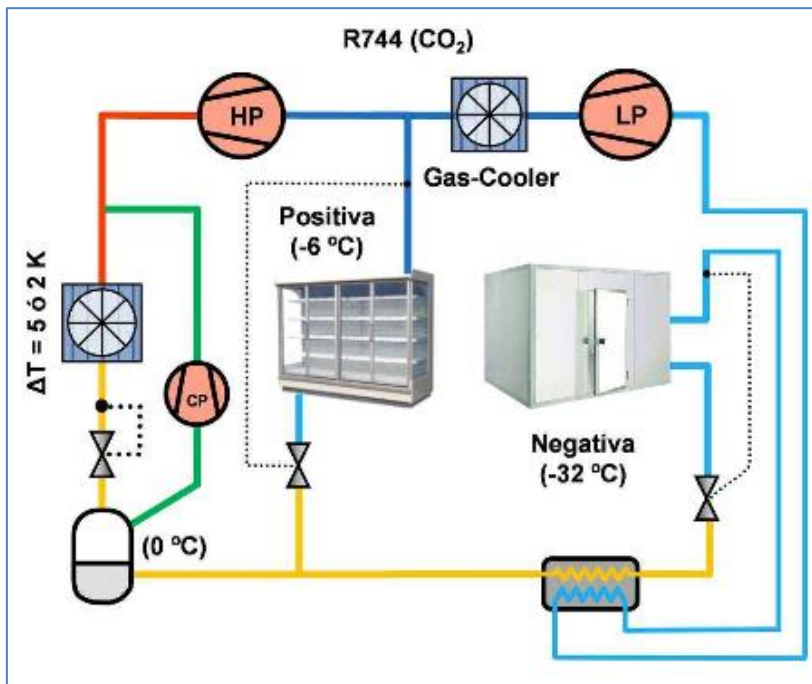 R744 (CO₂)
HP
LP
Gas-Cooler
Positiva
(-6 ºC)
ΔT = 5 ó 2 K
CP
Negativa
(-32 ºC)
(0 ºC)